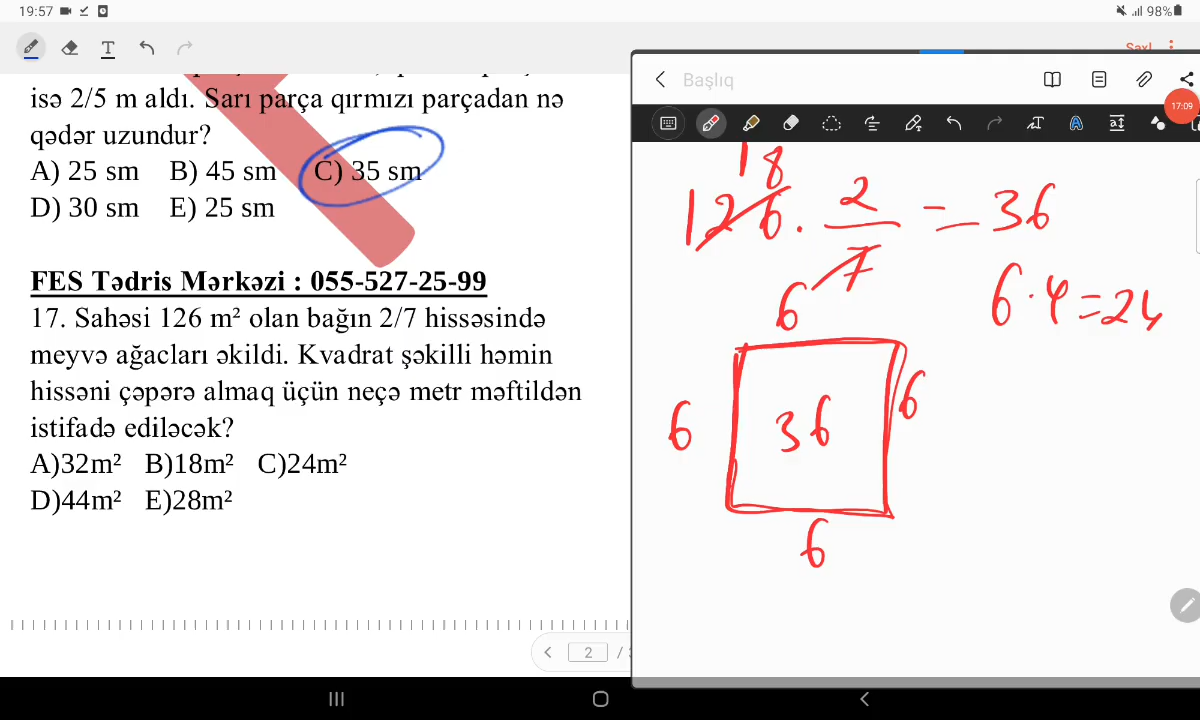 19:57
98%
T
Saxl
isə 2/5 m aldı. Sarı parça qırmızı parçadan nə
qədər uzundur?
A) 25 sm B) 45 sm C) 35 sm
D) 30 sm E) 25 sm
FES Tədris Mərkəzi : 055-527-25-99
17. Sahəsi 126 m² olan bağın 2/7 hissəsində
meyvə ağacları əkildi. Kvadrat şəkilli həmin
hissəni çəpərə almaq üçün neçə metr məftildən
istifadə ediləcək?
A)32m² B)18m² C)24m²
D)44m² E)28m²
2 /
Başlıq
17:09
18
126 · 2/7 = 36
6 · 4 = 24
6
6
36
6
6